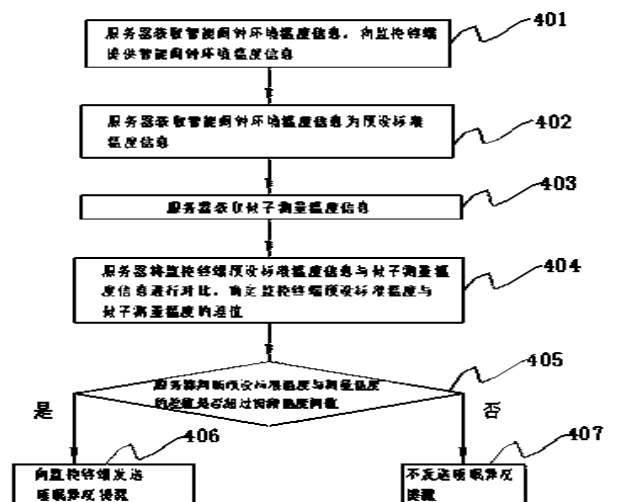 服务器获取智能闹钟环境温度信息,向监控终端
提供智能闹钟环境温度信息
401
服务器获取智能闹钟环境温度信息为预设标准
温度信息
402
服务器获取被子测量温度信息
403
服务器将监控终端预设标准温度信息与被子测量温
度信息进行对比,确定监控终端预设标准温度与
被子测量温度的差值
404
服务器判断预设标准温度与测量温度
的差值是否超过预设温度阈值
405
是
否
406
向监控终端发送
睡眠异度提醒
407
不发送睡眠异度
提醒